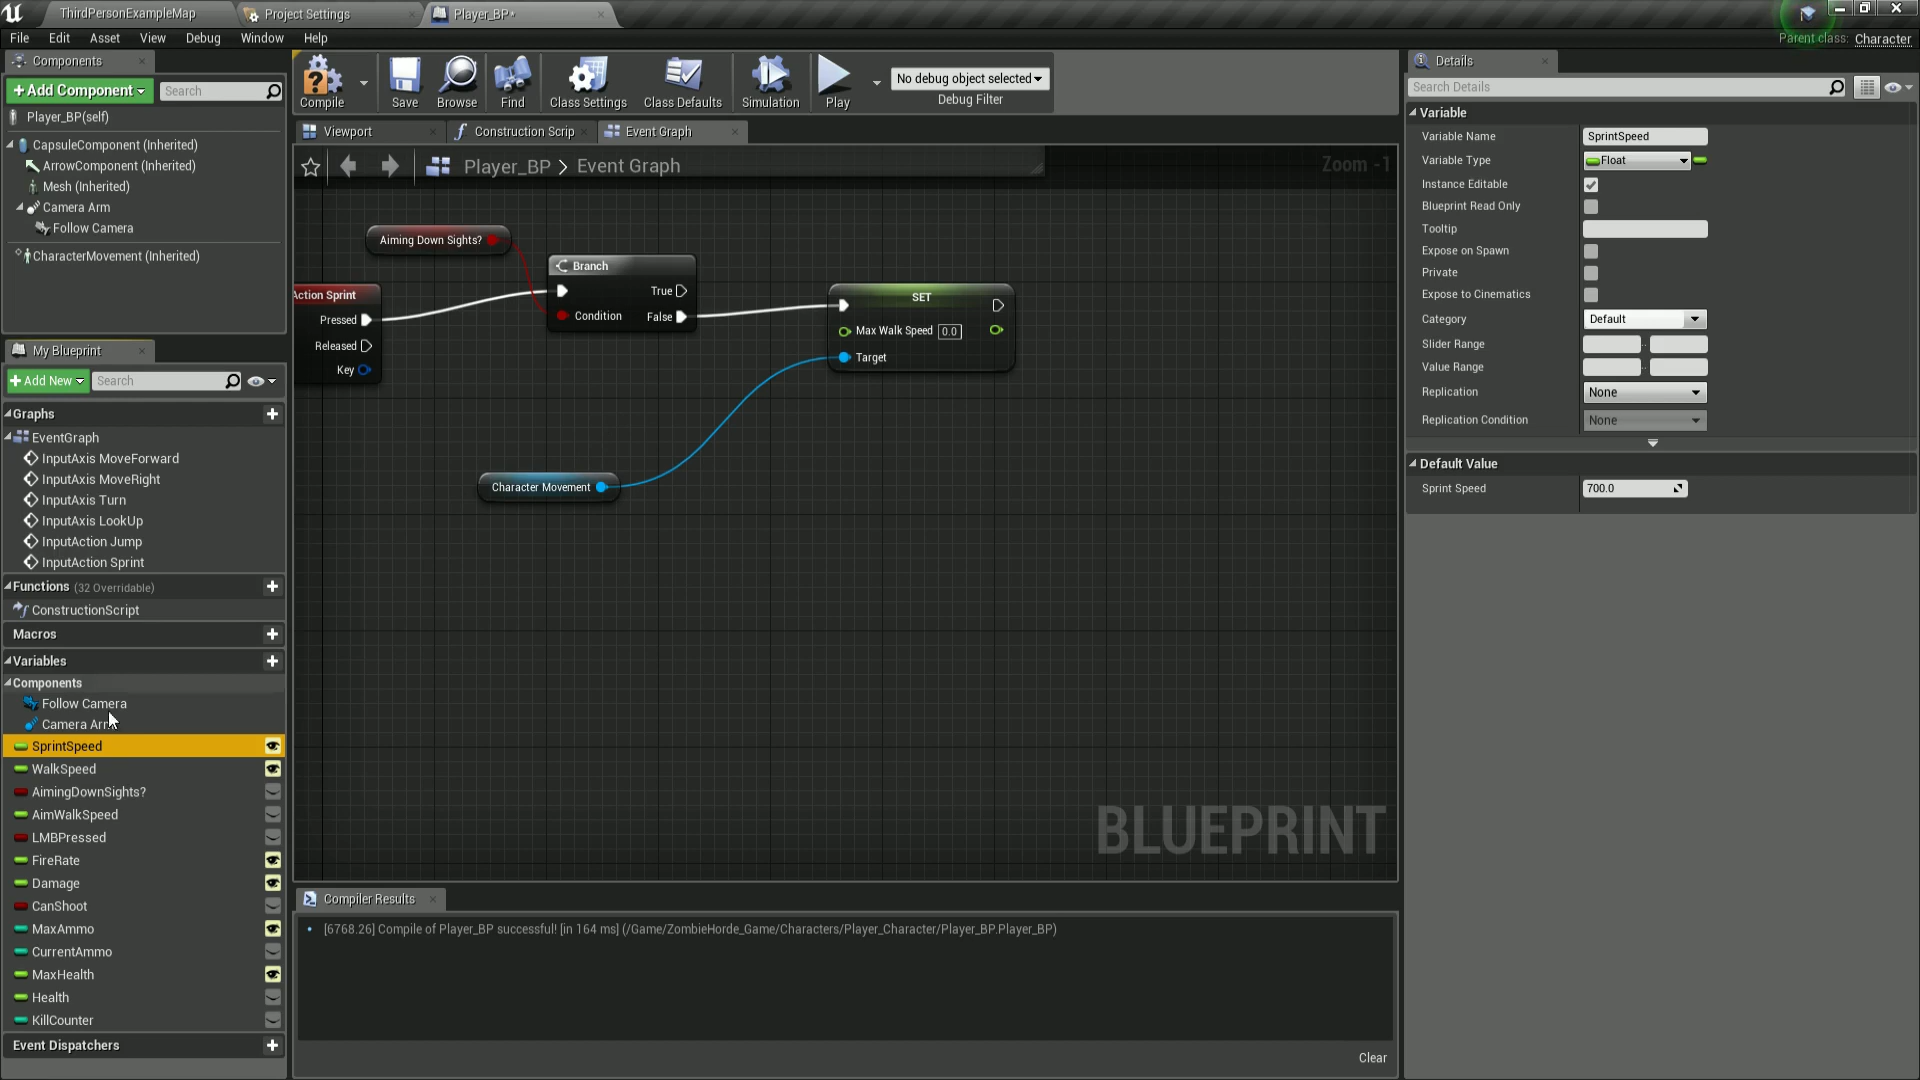 ThirdPersonExampleMap
Project Settings
Player_BP*
File Edit Asset View Debug Window Help
Parent class: Character
Components
+Add Component
Search
Player_BP(self)
CapsuleComponent (Inherited)
ArrowComponent (Inherited)
Mesh (Inherited)
Camera Arm
Follow Camera
CharacterMovement (Inherited)
My Blueprint
+Add New
Search
Graphs
EventGraph
InputAxis MoveForward
InputAxis MoveRight
InputAxis Turn
InputAxis LookUp
InputAction Jump
InputAction Sprint
Functions (32 Overridable)
ConstructionScript
Macros
Variables
Components
Follow Camera
Camera Arm
SprintSpeed
WalkSpeed
AimingDownSights?
AimWalkSpeed
LMBPressed
FireRate
Damage
CanShoot
MaxAmmo
CurrentAmmo
MaxHealth
Health
KillCounter
Event Dispatchers
Compile
Save
Browse
Find
Class Settings
Class Defaults
Simulation
Play
No debug object selected
Debug Filter
Viewport
Construction Scrip
Event Graph
Player_BP > Event Graph
Zoom -1
Aiming Down Sights?
Action Sprint
Pressed
Released
Key
Branch
True
Condition
False
SET
Max Walk Speed 0.0
Target
Character Movement
BLUEPRINT
Compiler Results
[6768.26] Compile of Player_BP successful! [in 164 ms] (/Game/ZombieHorde_Game/Characters/Player_Character/Player_BP.Player_BP)
Clear
Details
Search Details
Variable
Variable Name SprintSpeed
Variable Type Float
Instance Editable
Blueprint Read Only
Tooltip
Expose on Spawn
Private
Expose to Cinematics
Category Default
Slider Range
Value Range
Replication None
Replication Condition None
Default Value
Sprint Speed 700.0